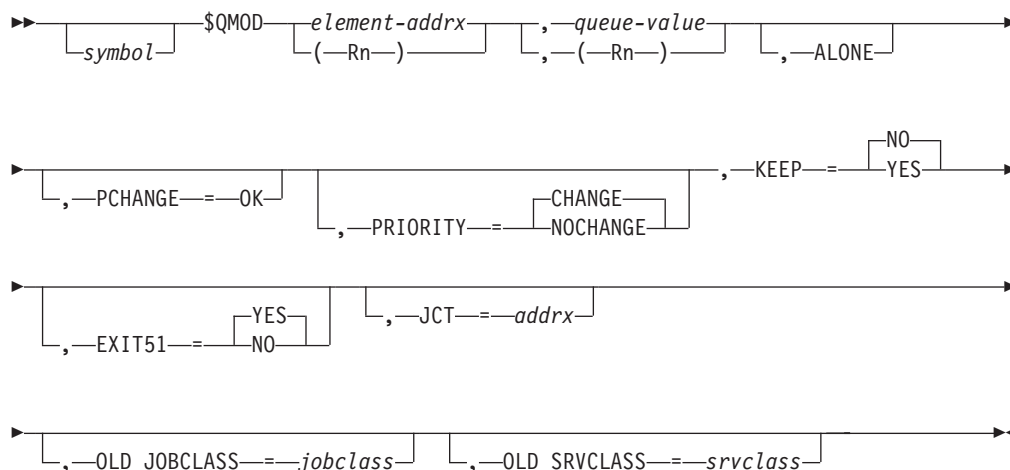 symbol $QMOD element-addrx , queue-value , ALONE
( Rn ) , ( Rn )
, PCHANGE = OK , PRIORITY = CHANGE NOCHANGE , KEEP = NO YES
, EXIT51 = YES NO , JCT = addrx
, OLD JOBCLASS = jobclass , OLD SRVCLASS = srvclass